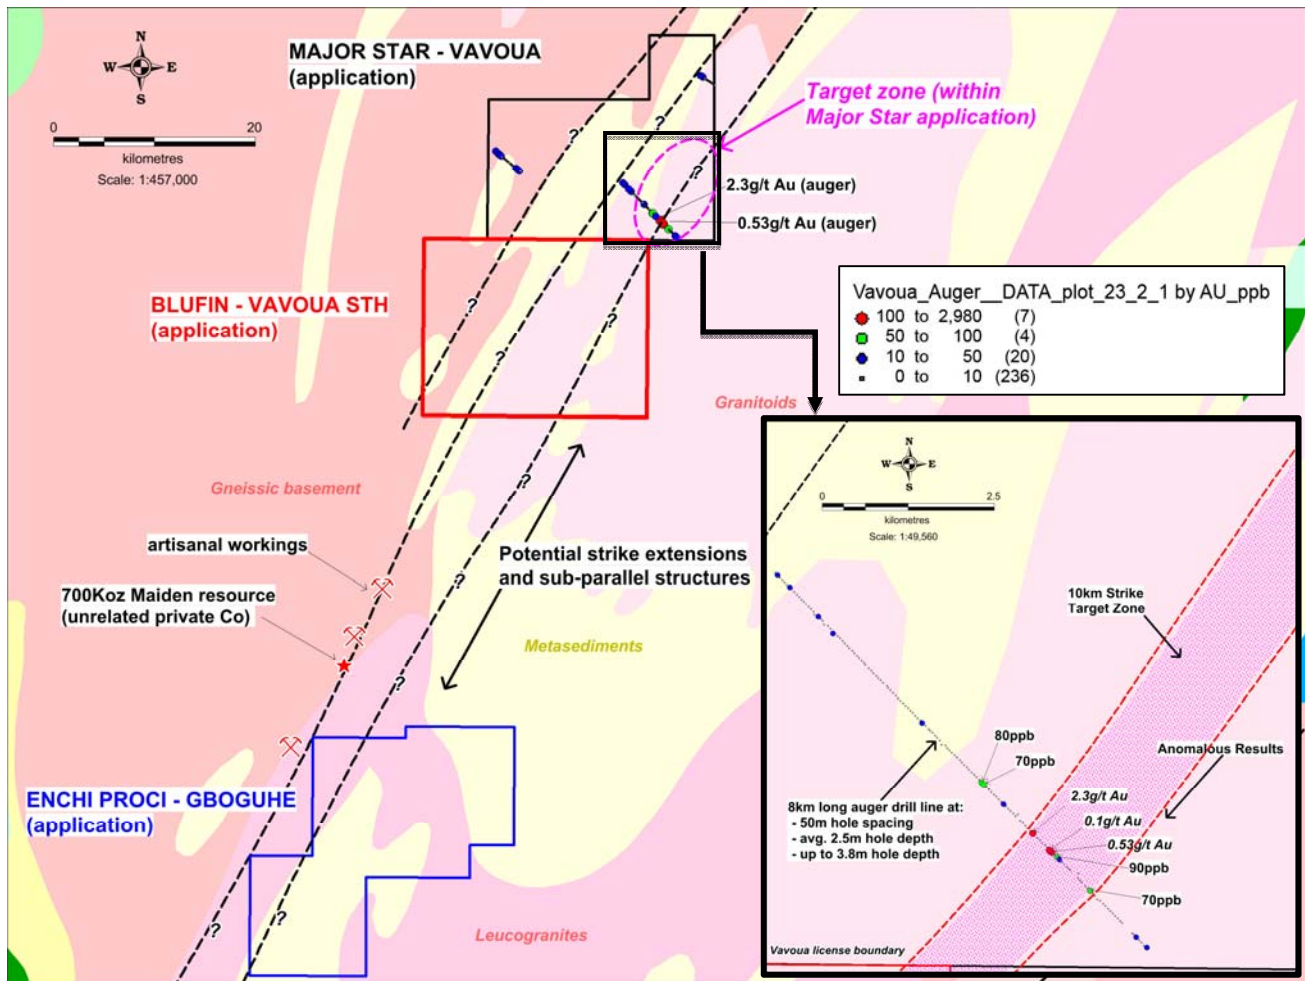 N
W E
S
0 20
kilometres
Scale: 1:457,000
MAJOR STAR - VAVOUA
(application)
Target zone (within
Major Star application)
?
?
?
2.3g/t Au (auger)
0.53g/t Au (auger)
BLUFIN - VAVOUA STH
(application)
?
?
?
Vavoua_Auger__DATA_plot_23_2_1 by AU_ppb
100 to 2,980 (7)
50 to 100 (4)
10 to 50 (20)
0 to 10 (236)
Granitoids
Gneissic basement
?
artisanal workings
700Koz Maiden resource
(unrelated private Co)
Potential strike extensions
and sub-parallel structures
?
Metasediments
?
ENCHI PROCI - GBOGUHE
(application)
?
?
Leucogranites
N
W E
S
0 2.5
kilometres
Scale: 1:49,560
10km Strike
Target Zone
Anomalous Results
80ppb
70ppb
8km long auger drill line at:
- 50m hole spacing
- avg. 2.5m hole depth
- up to 3.8m hole depth
2.3g/t Au
0.1g/t Au
0.53g/t Au
90ppb
70ppb
Vavoua license boundary